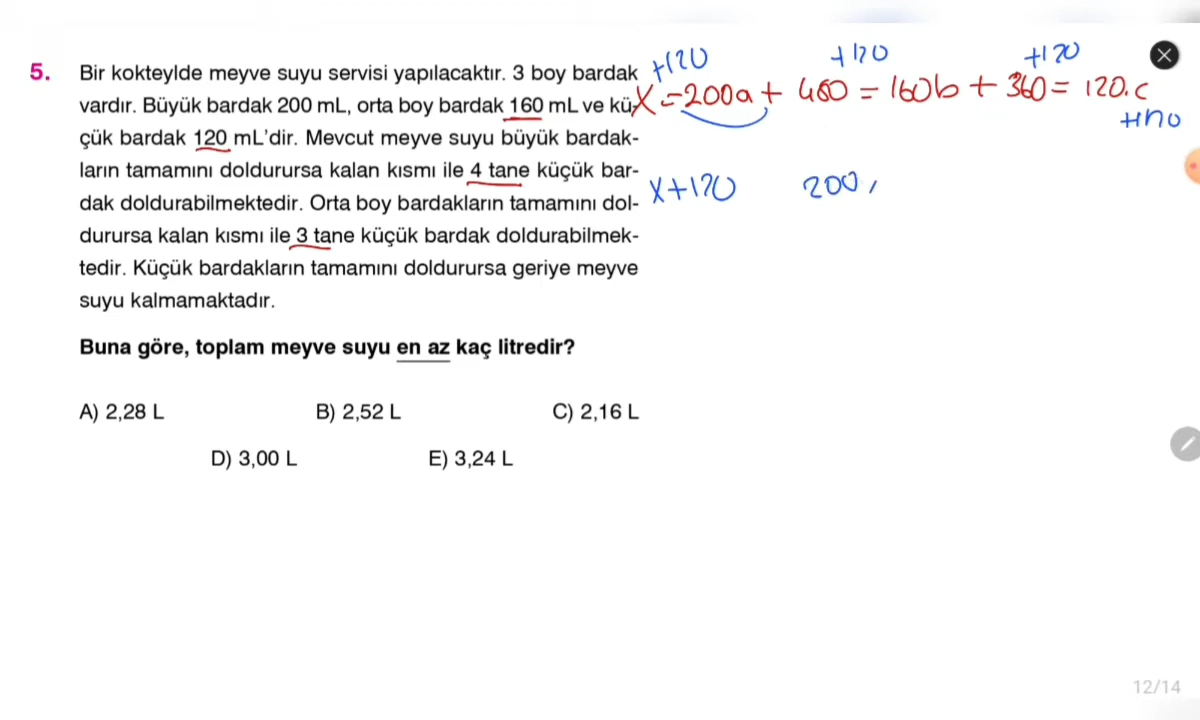 5. Bir kokteylde meyve suyu servisi yapılacaktır. 3 boy bardak
vardır. Büyük bardak 200 mL, orta boy bardak 160 mL ve kü-
çük bardak 120 mL'dir. Mevcut meyve suyu büyük bardak-
ların tamamını doldurursa kalan kısmı ile 4 tane küçük bar-
dak doldurabilmektedir. Orta boy bardakların tamamını dol-
durursa kalan kısmı ile 3 tane küçük bardak doldurabilmek-
tedir. Küçük bardakların tamamını doldurursa geriye meyve
suyu kalmamaktadır.
Buna göre, toplam meyve suyu en az kaç litredir?
A) 2,28 L B) 2,52 L C) 2,16 L
D) 3,00 L E) 3,24 L
+120 +120 +120
X = 200a + 480 = 160b + 360 = 120.c
+120
X+120 200,
12/14